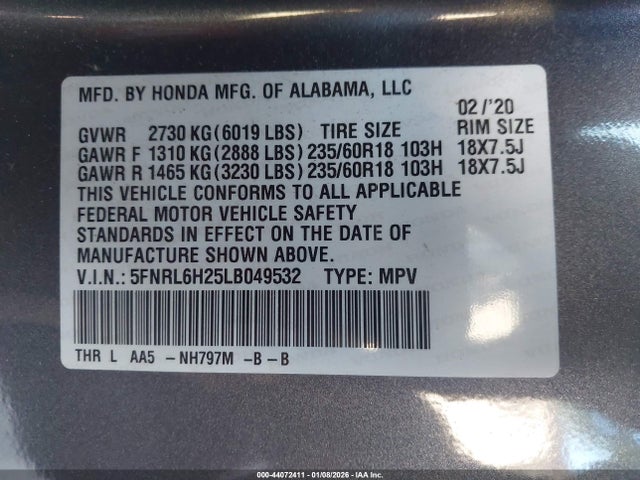 MFD. BY HONDA MFG. OF ALABAMA, LLC
02/'20
GVWR 2730 KG(6019 LBS) TIRE SIZE RIM SIZE
GAWR F 1310 KG(2888 LBS) 235/60R18 103H 18X7.5J
GAWR R 1465 KG(3230 LBS) 235/60R18 103H 18X7.5J
THIS VEHICLE CONFORMS TO ALL APPLICABLE
FEDERAL MOTOR VEHICLE SAFETY
STANDARDS IN EFFECT ON THE DATE OF
MANUFACTURE SHOWN ABOVE.
V.I.N.: 5FNRL6H25LB049532 TYPE: MPV
THR L AA5 -NH797M -B-B
000-44072411 - 01/08/2026 - IAA Inc.